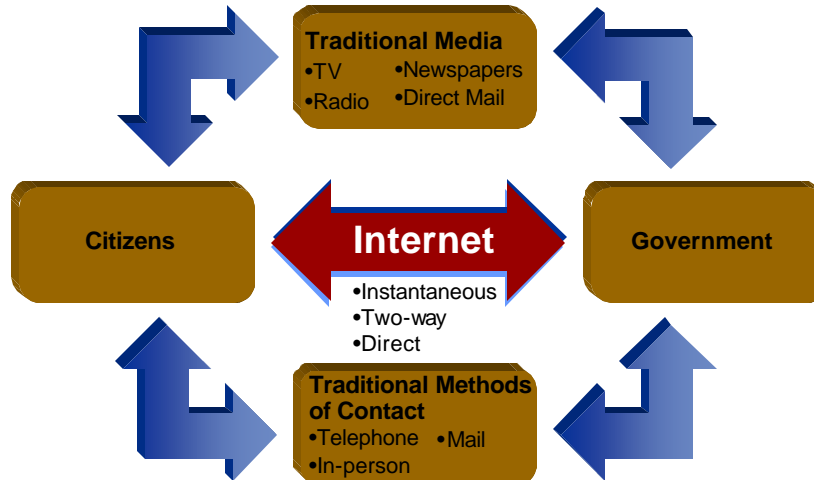 Traditional Media
•TV •Newspapers
•Radio •Direct Mail
Citizens
Internet
Government
•Instantaneous
•Two-way
•Direct
Traditional Methods
of Contact
•Telephone •Mail
•In-person